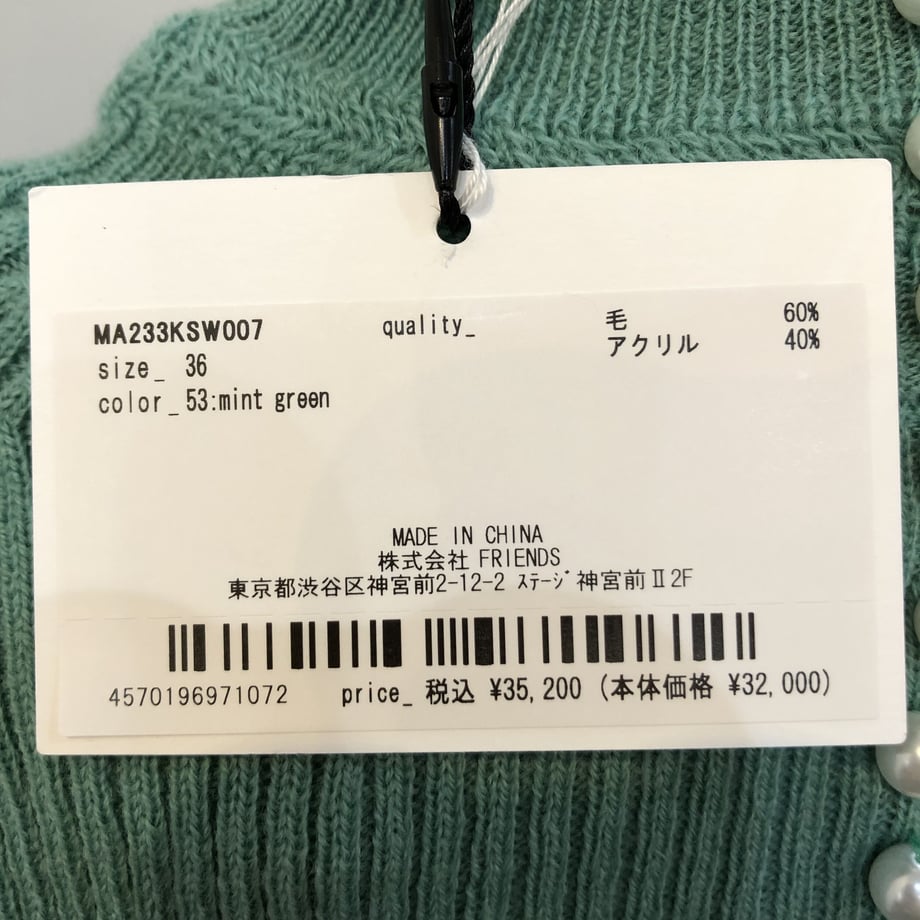 MA233KSW007 quality_ 毛 60%
size_ 36 アクリル 40%
color_53:mint green
MADE IN CHINA
株式会社 FRIENDS
東京都渋谷区神宮前2-12-2 ｽﾃｰｼﾞ神宮前Ⅱ2F
4570196971072 price_ 税込 ¥35,200 (本体価格 ¥32,000)